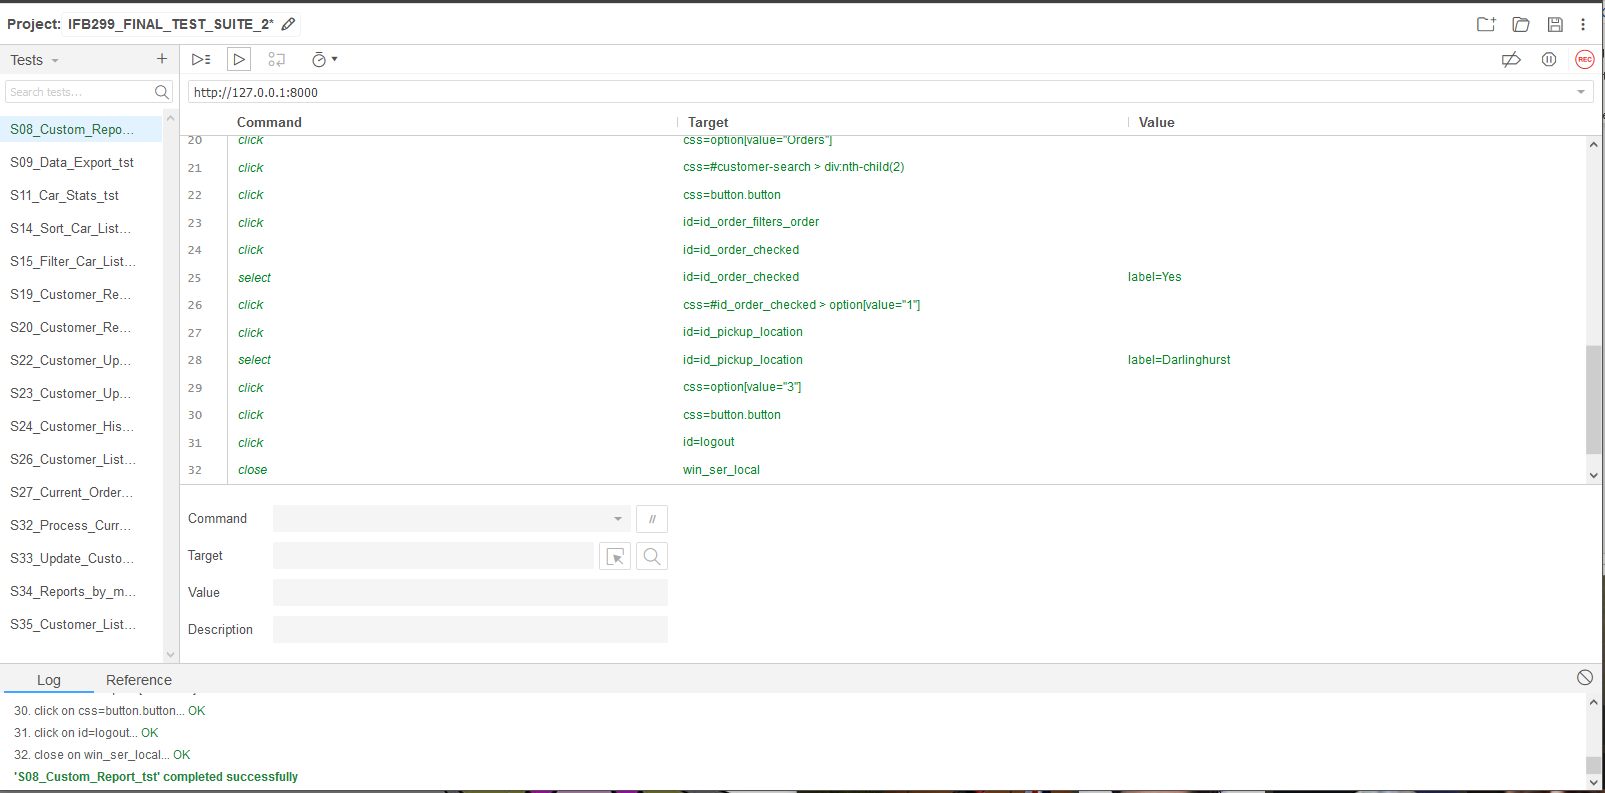 Project: IFB299_FINAL_TEST_SUITE_2*
Tests
Search tests...
http://127.0.0.1:8000
Command Target Value
S08_Custom_Repo...
S09_Data_Export_tst
S11_Car_Stats_tst
S14_Sort_Car_List...
S15_Filter_Car_List...
S19_Customer_Re...
S20_Customer_Re...
S22_Customer_Up...
S23_Customer_Up...
S24_Customer_His...
S26_Customer_List...
S27_Current_Order...
S32_Process_Curr...
S33_Update_Custo...
S34_Reports_by_m...
S35_Customer_List...
20 click css=option[value="Orders"]
21 click css=#customer-search > div:nth-child(2)
22 click css=button.button
23 click id=id_order_filters_order
24 click id=id_order_checked
25 select id=id_order_checked label=Yes
26 click css=#id_order_checked > option[value="1"]
27 click id=id_pickup_location
28 select id=id_pickup_location label=Darlinghurst
29 click css=option[value="3"]
30 click css=button.button
31 click id=logout
32 close win_ser_local
Command //
Target
Value
Description
REC
Log Reference
30. click on css=button.button... OK
31. click on id=logout... OK
32. close on win_ser_local... OK
'S08_Custom_Report_tst' completed successfully